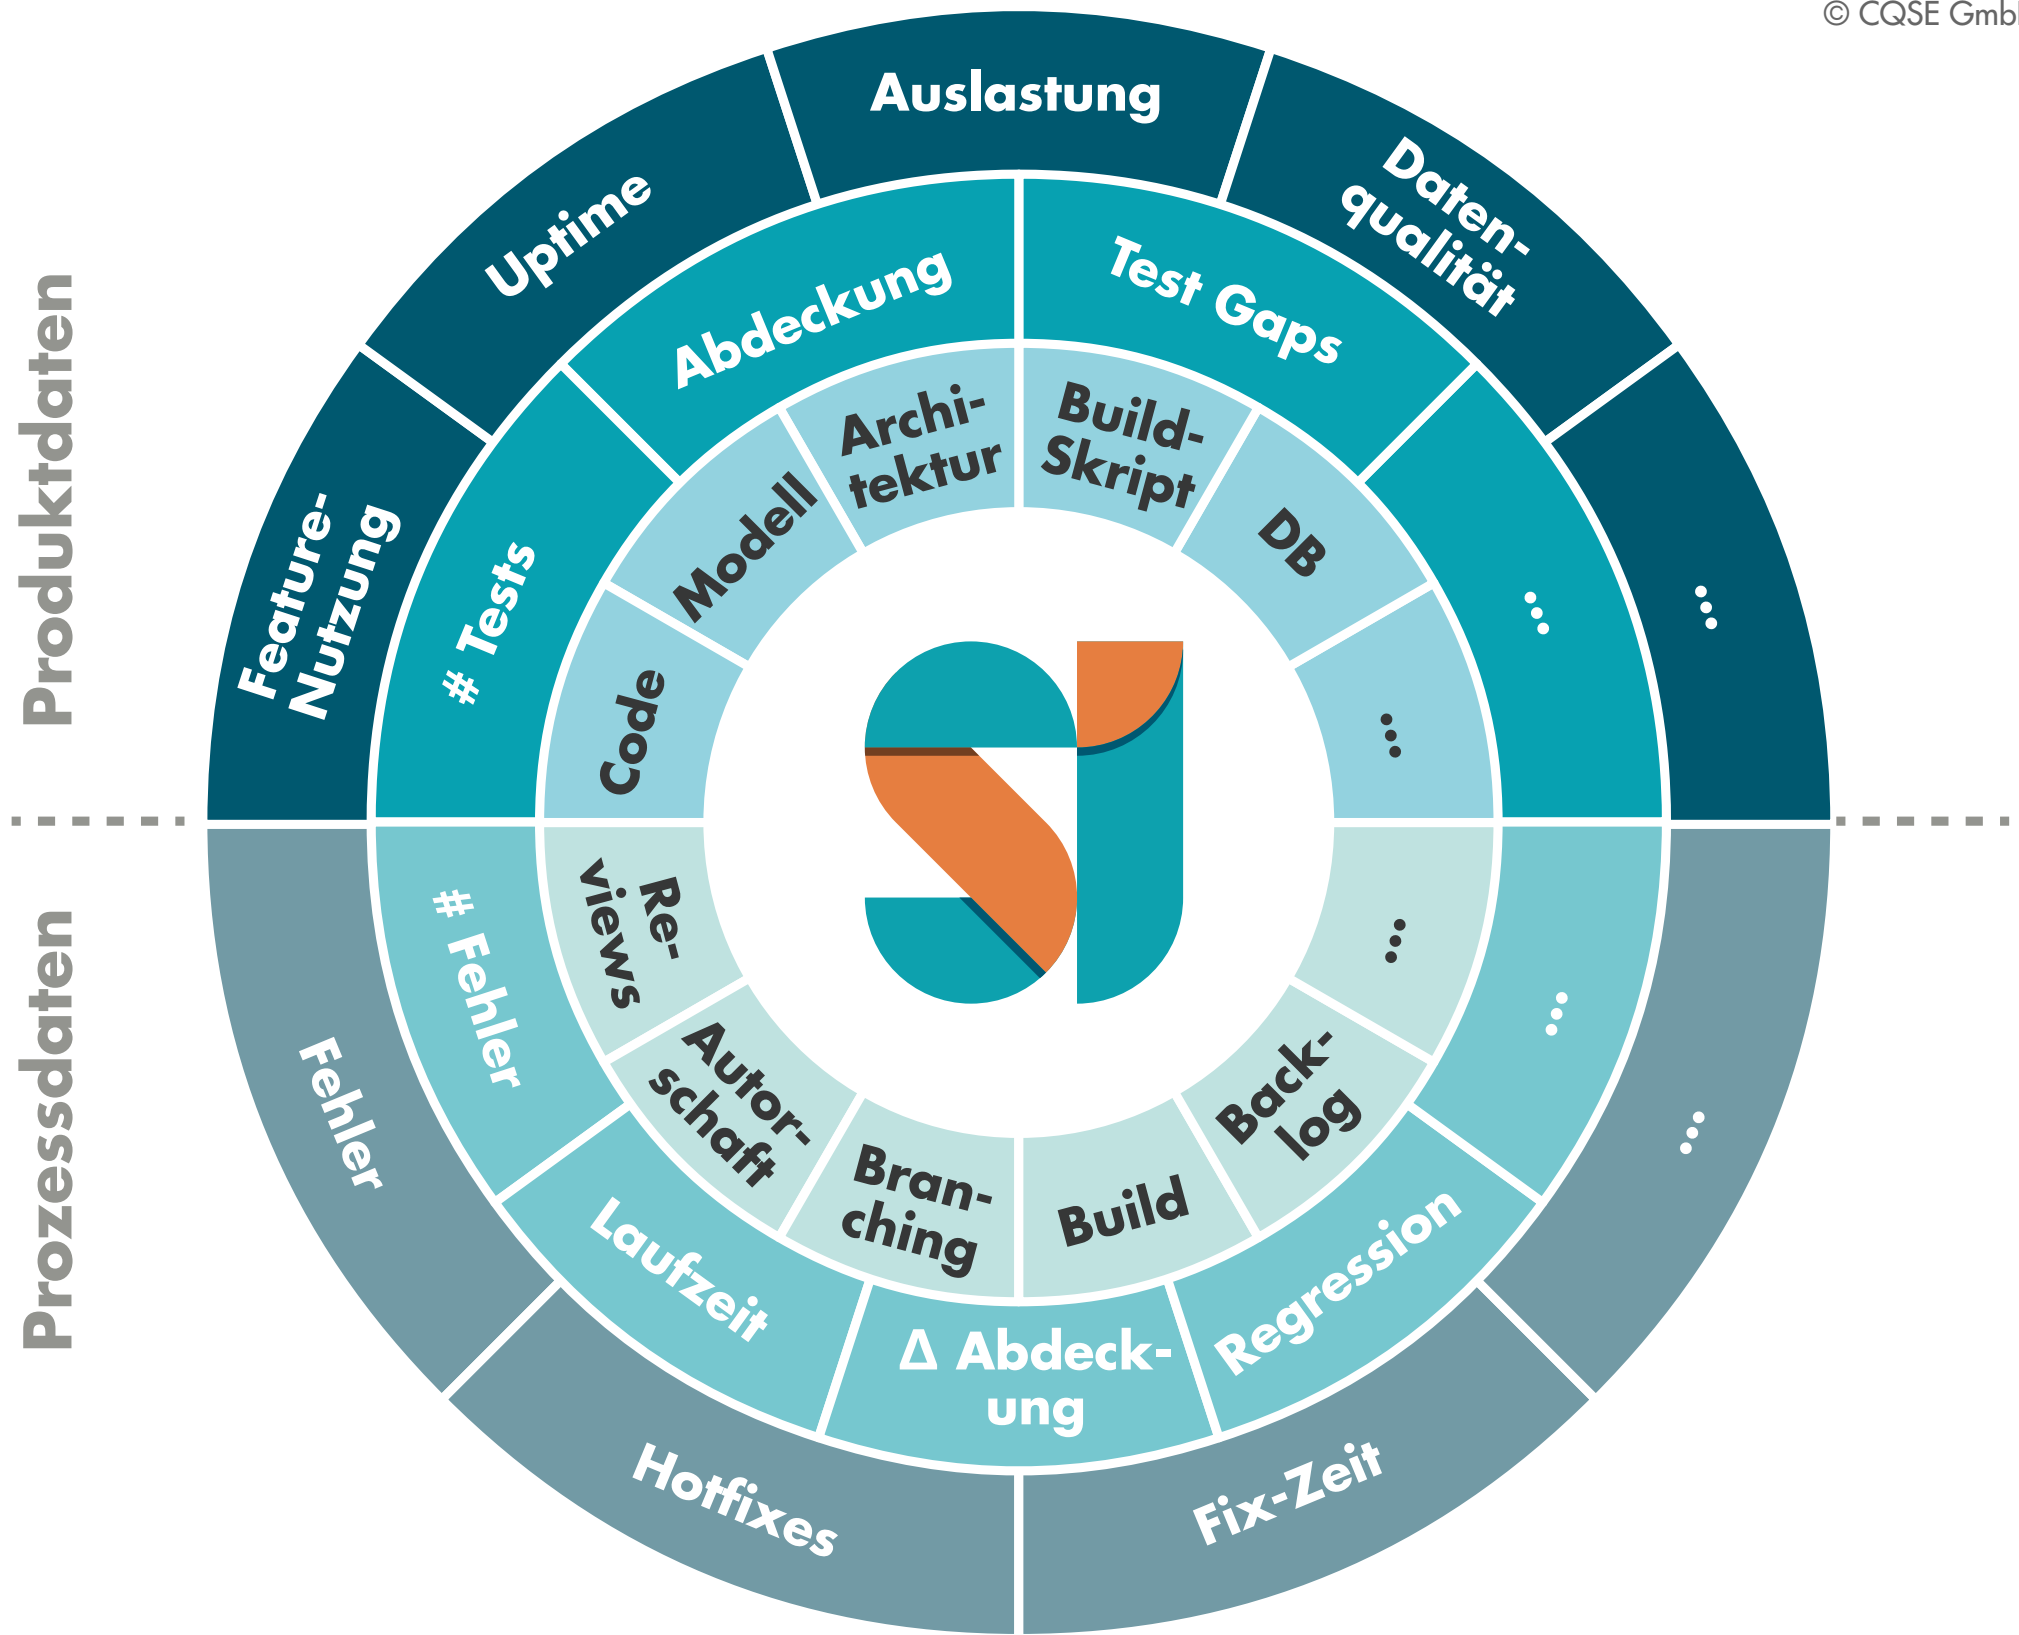 © CQSE Gmb
Produktdaten
Prozessdaten
Feature-
Nutzung
Uptime
Auslastung
Daten-
qualität
...
# Tests
Abdeckung
Test Gaps
...
Code
Modell
Archi-
tektur
Build-
Skript
DB
...
Re-
views
Autor-
schaft
Bran-
ching
Build
Back-
log
...
# Fehler
Laufzeit
Δ Abdeck-
ung
Regression
...
Fehler
Hotfixes
Fix-Zeit
...